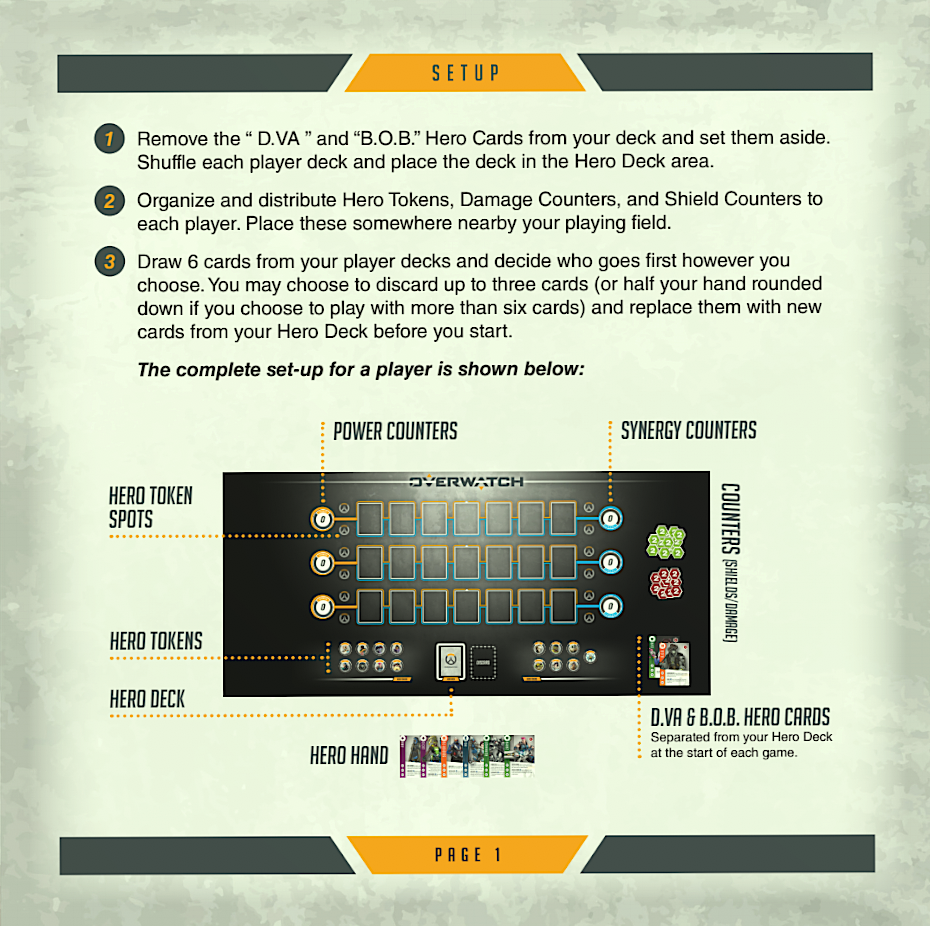 SETUP
1 Remove the “ D.VA ” and “B.O.B.” Hero Cards from your deck and set them aside.
Shuffle each player deck and place the deck in the Hero Deck area.
2 Organize and distribute Hero Tokens, Damage Counters, and Shield Counters to
each player. Place these somewhere nearby your playing field.
3 Draw 6 cards from your player decks and decide who goes first however you
choose. You may choose to discard up to three cards (or half your hand rounded
down if you choose to play with more than six cards) and replace them with new
cards from your Hero Deck before you start.
The complete set-up for a player is shown below:
POWER COUNTERS
SYNERGY COUNTERS
OVERWATCH
HERO TOKEN
SPOTS
COUNTERS (SHIELDS/DAMAGE)
0 0
0 0
0 0
HERO TOKENS
HERO DECK
D.VA & B.O.B. HERO CARDS
Separated from your Hero Deck
at the start of each game.
HERO HAND
PAGE 1